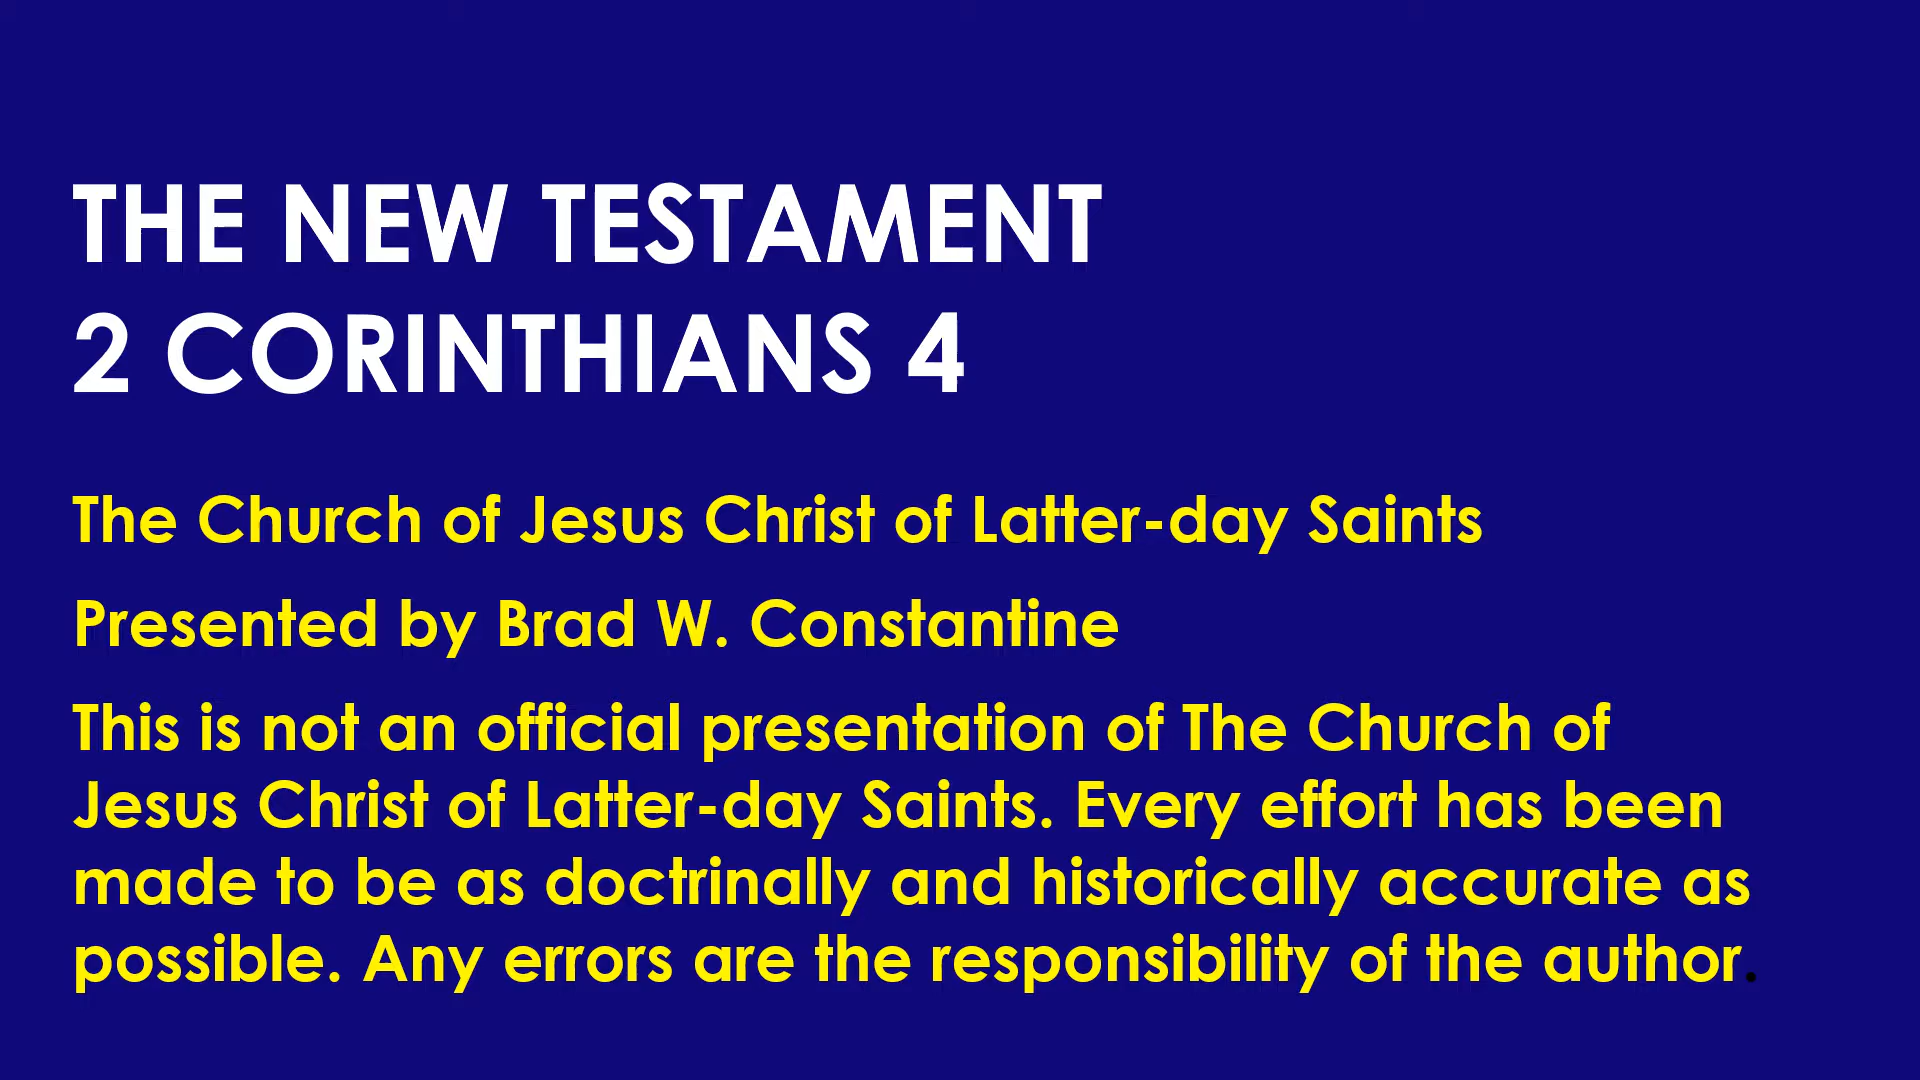 THE NEW TESTAMENT
2 CORINTHIANS 4
The Church of Jesus Christ of Latter-day Saints
Presented by Brad W. Constantine
This is not an official presentation of The Church of
Jesus Christ of Latter-day Saints. Every effort has been
made to be as doctrinally and historically accurate as
possible. Any errors are the responsibility of the author.